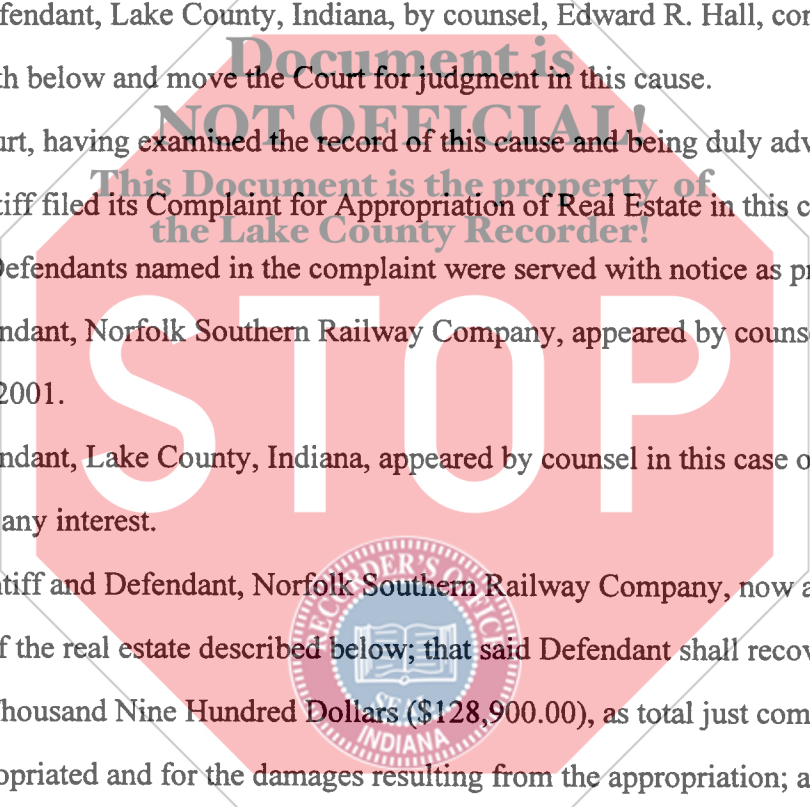 fendant, Lake County, Indiana, by counsel, Edward R. Hall, con
Document is
th below and move the Court for judgment in this cause.
NOT OFFICIAL!
urt, having examined the record of this cause and being duly adv
This Document is the property of
tiff filed its Complaint for Appropriation of Real Estate in this c
the Lake County Recorder!
Defendants named in the complaint were served with notice as pr
ndant, Norfolk Southern Railway Company, appeared by counse
2001.
STOP
ndant, Lake County, Indiana, appeared by counsel in this case o
any interest.
RECORDER'S OFFICE
ntiff and Defendant, Norfolk Southern Railway Company, now a
f the real estate described below; that said Defendant shall recov
SEAL
Thousand Nine Hundred Dollars ($128,900.00), as total just com
INDIANA
opriated and for the damages resulting from the appropriation; a